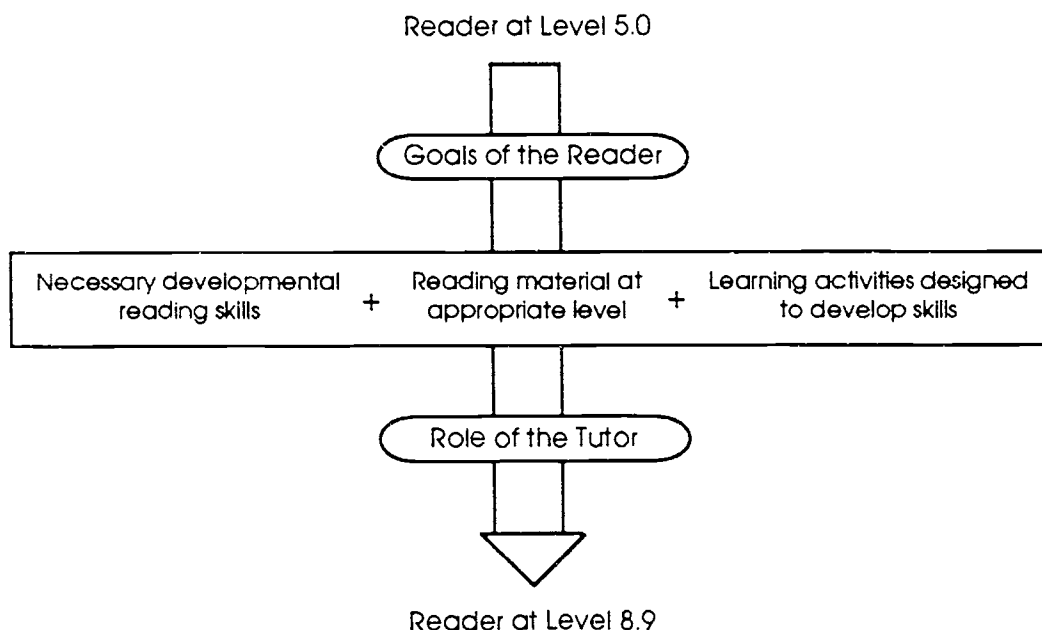 Reader at Level 5.0
Goals of the Reader
Necessary developmental reading skills
+
Reading material at appropriate level
+
Learning activities designed to develop skills
Role of the Tutor
Reader at Level 8.9